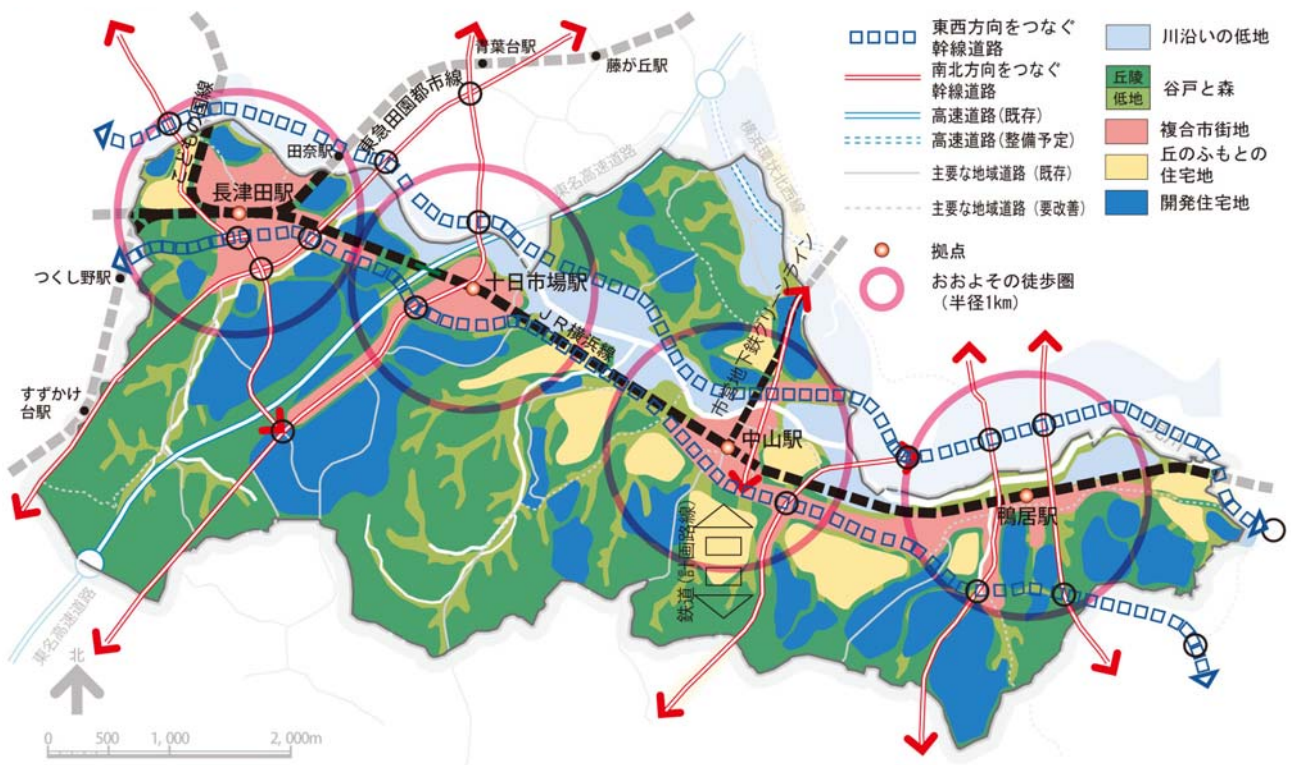 青葉台駅
藤が丘駅
東急田園都市線
こどもの国線
田奈駅
長津田駅
つくし野駅
すずかけ
台駅
十日市場駅
JR横浜線
東名高速道路
横浜環状北西線
市営地下鉄グリーンライン
中山駅
鴨居駅
鉄道(計画路線)
東名高速道路
北
0 500 1,000 2,000m
東西方向をつなぐ
幹線道路
南北方向をつなぐ
幹線道路
高速道路(既存)
高速道路(整備予定)
主要な地域道路(既存)
主要な地域道路(要改善)
拠点
おおよその徒歩圏
(半径1km)
川沿いの低地
丘陵
低地
谷戸と森
複合市街地
丘のふもとの
住宅地
開発住宅地